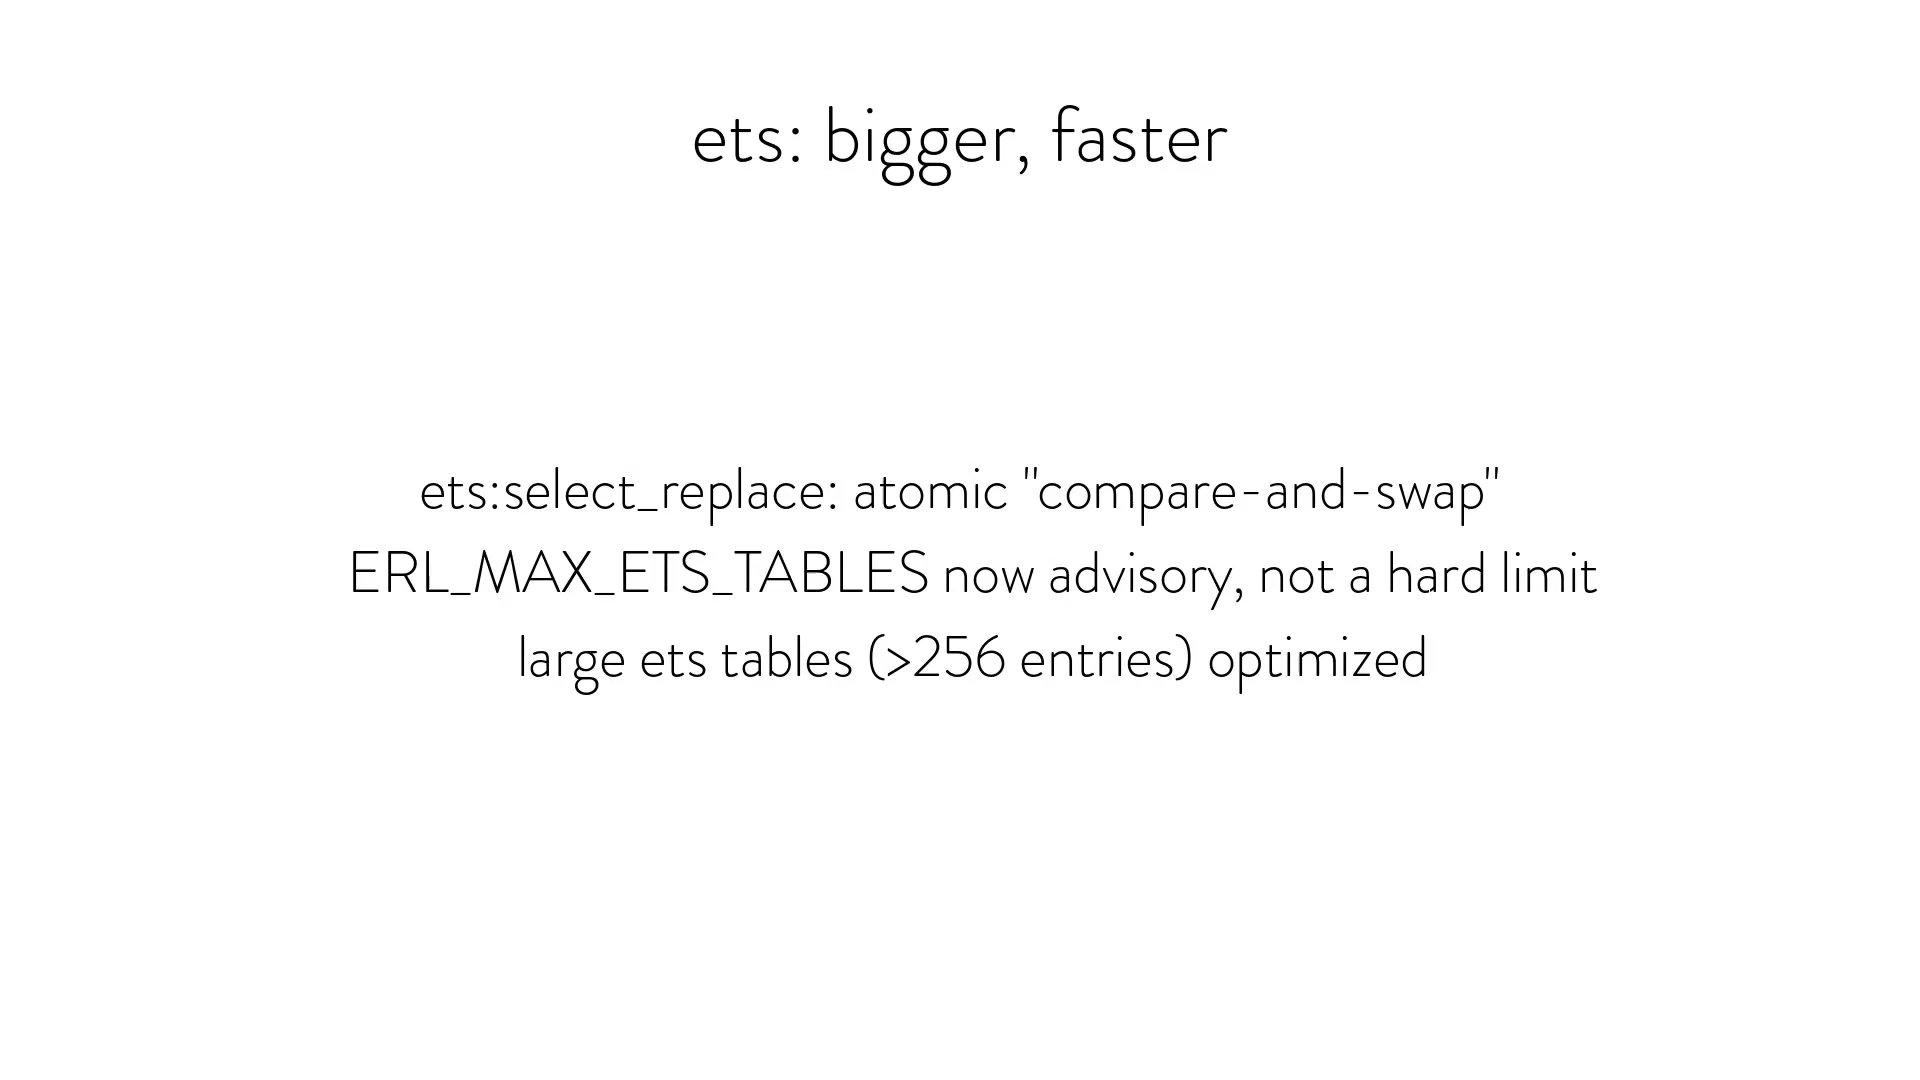 ets: bigger, faster
ets:select_replace: atomic "compare-and-swap"
ERL_MAX_ETS_TABLES now advisory, not a hard limit
large ets tables (>256 entries) optimized